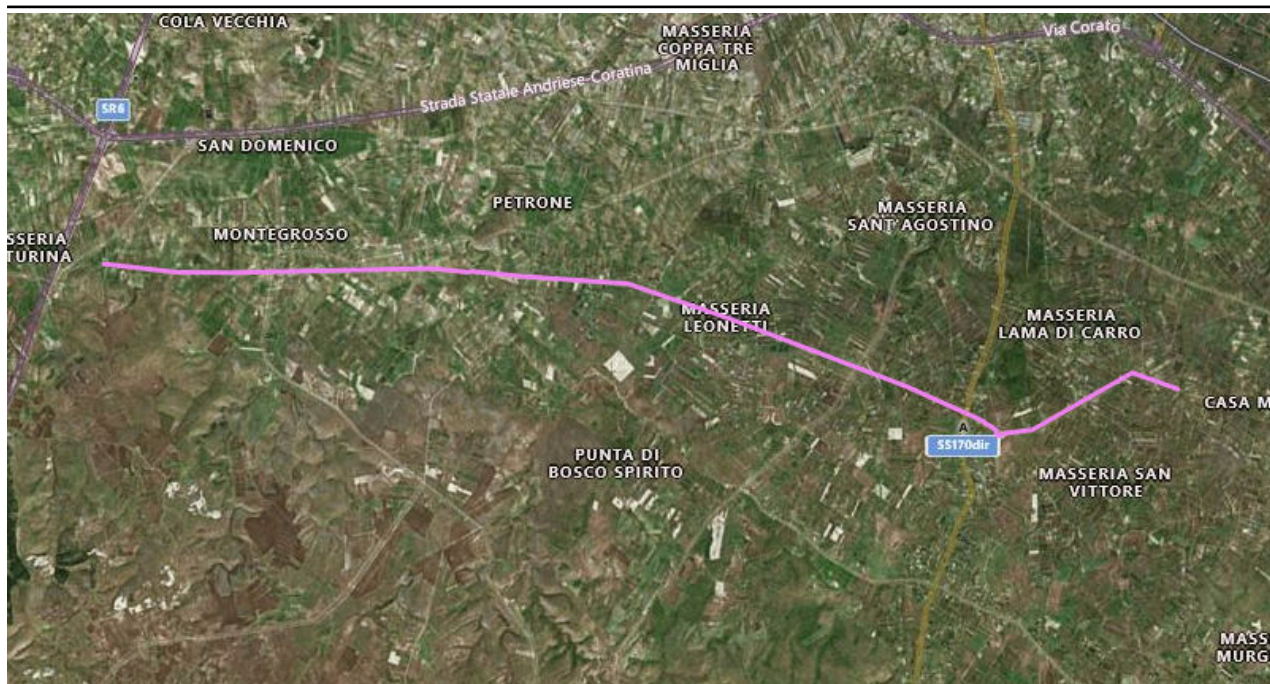 COLA VECCHIA
MASSERIA
COPPA TRE
MIGLIA
Via Corato
Strada Statale Andriese-Coratina
SR6
SAN DOMENICO
PETRONE
MASSERIA
SANT'AGOSTINO
MONTEGROSSO
SSERIA
TURINA
MASSERIA
LEONETTI
MASSERIA
LAMA DI CARRO
CASA M
A
SS170dir
PUNTA DI
BOSCO SPIRITO
MASSERIA SAN
VITTORE
MASS
MURG